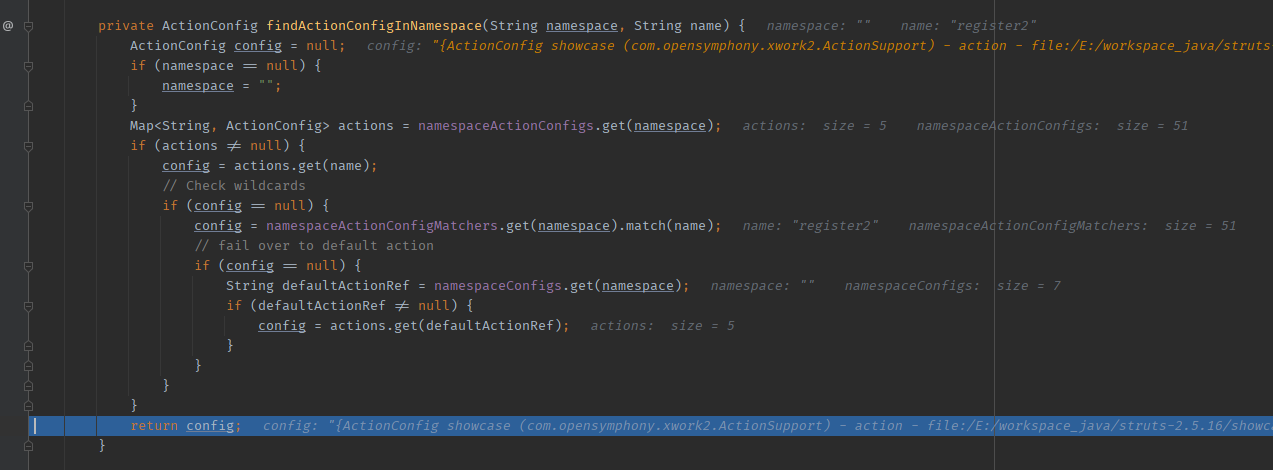 @ private ActionConfig findActionConfigInNamespace(String namespace, String name) { namespace: "" name: "register2"
ActionConfig config = null; config: "{ActionConfig showcase (com.opensymphony.xwork2.ActionSupport) - action - file:/E:/workspace_java/struts
if (namespace == null) {
namespace = "";
}
Map<String, ActionConfig> actions = namespaceActionConfigs.get(namespace); actions: size = 5 namespaceActionConfigs: size = 51
if (actions ≠ null) {
config = actions.get(name);
// Check wildcards
if (config == null) {
config = namespaceActionConfigMatchers.get(namespace).match(name); name: "register2" namespaceActionConfigMatchers: size = 51
// fail over to default action
if (config == null) {
String defaultActionRef = namespaceConfigs.get(namespace); namespace: "" namespaceConfigs: size = 7
if (defaultActionRef ≠ null) {
config = actions.get(defaultActionRef); actions: size = 5
}
}
}
}
return config; config: "{ActionConfig showcase (com.opensymphony.xwork2.ActionSupport) - action - file:/E:/workspace_java/struts-2.5.16/showca
}